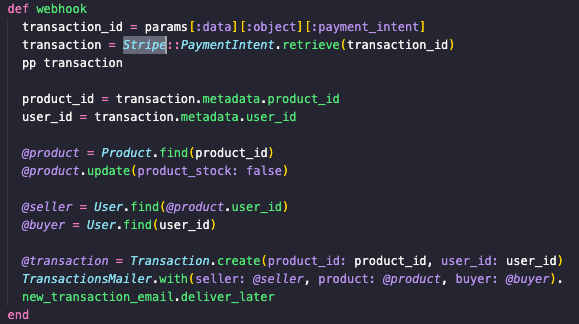 def webhook
transaction_id = params[:data][:object][:payment_intent]
transaction = Stripe::PaymentIntent.retrieve(transaction_id)
pp transaction
product_id = transaction.metadata.product_id
user_id = transaction.metadata.user_id
@product = Product.find(product_id)
@product.update(product_stock: false)
@seller = User.find(@product.user_id)
@buyer = User.find(user_id)
@transaction = Transaction.create(product_id: product_id, user_id: user_id)
TransactionsMailer.with(seller: @seller, product: @product, buyer: @buyer).
new_transaction_email.deliver_later
end